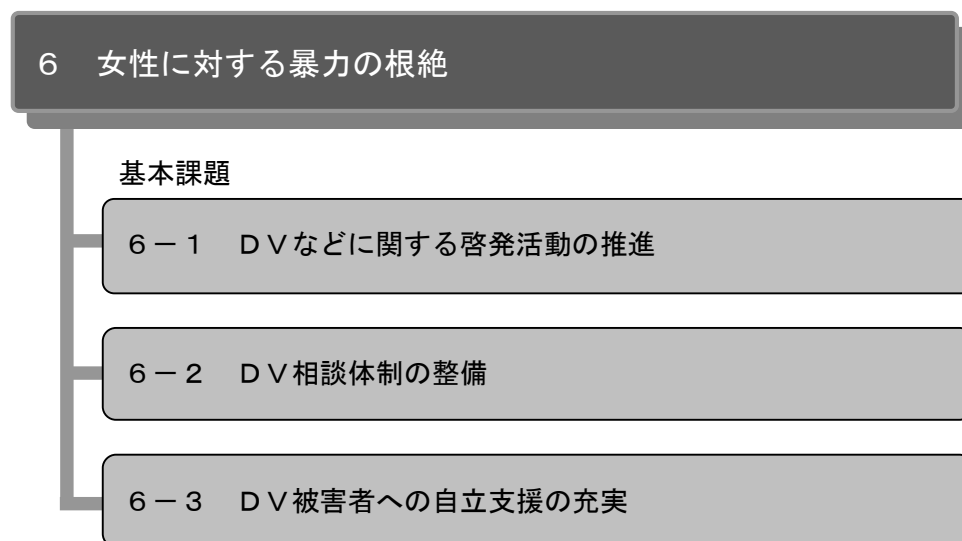 ６　女性に対する暴力の根絶
基本課題
６－１　ＤＶなどに関する啓発活動の推進
６－２　ＤＶ相談体制の整備
６－３　ＤＶ被害者への自立支援の充実